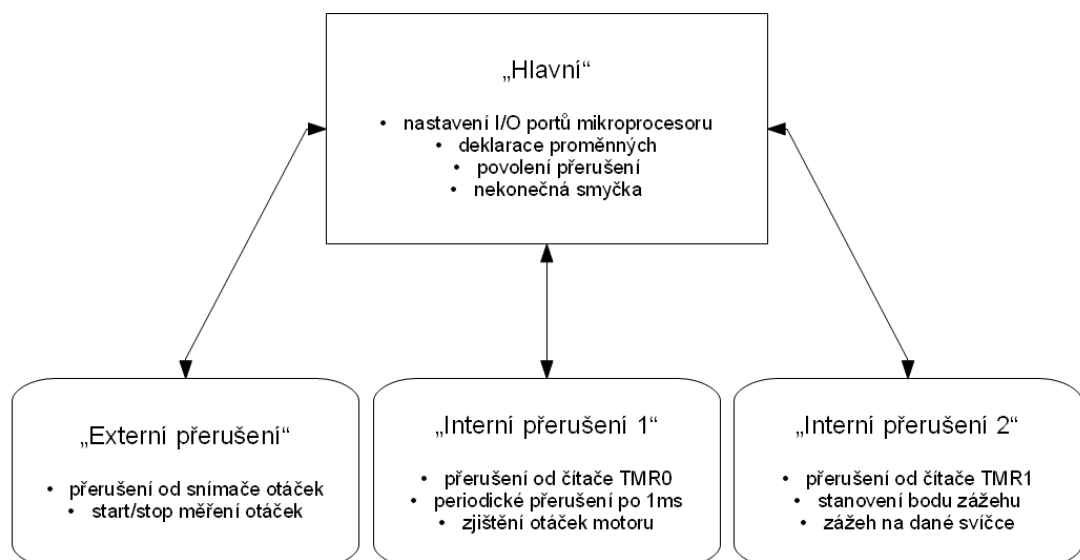 „Hlavní“
• nastavení I/O portů mikroprocesoru
• deklarace proměnných
• povolení přerušení
• nekonečná smyčka
„Externí přerušení“
• přerušení od snímače otáček
• start/stop měření otáček
„Interní přerušení 1“
• přerušení od čítače TMR0
• periodické přerušení po 1ms
• zjištění otáček motoru
„Interní přerušení 2“
• přerušení od čítače TMR1
• stanovení bodu zážehu
• zážeh na dané svíčce